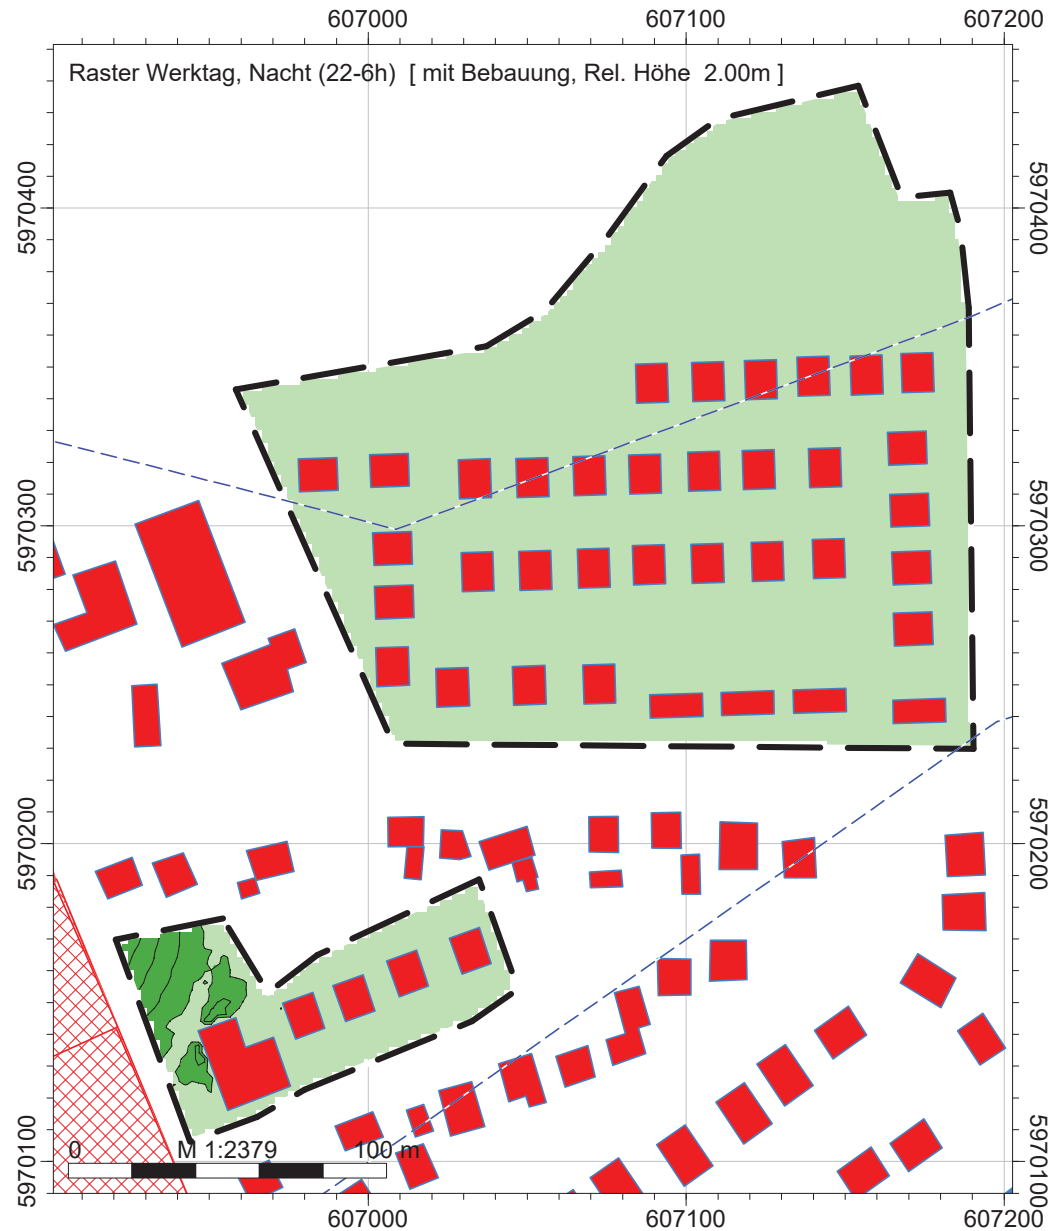 607000 607100 607200
Raster Werktag, Nacht (22-6h) [ mit Bebauung, Rel. Höhe 2.00m ]
5970400 5970400
5970300 5970300
5970200 5970200
5970100 5970100
0 M 1:2379 100 m
607000 607100 607200